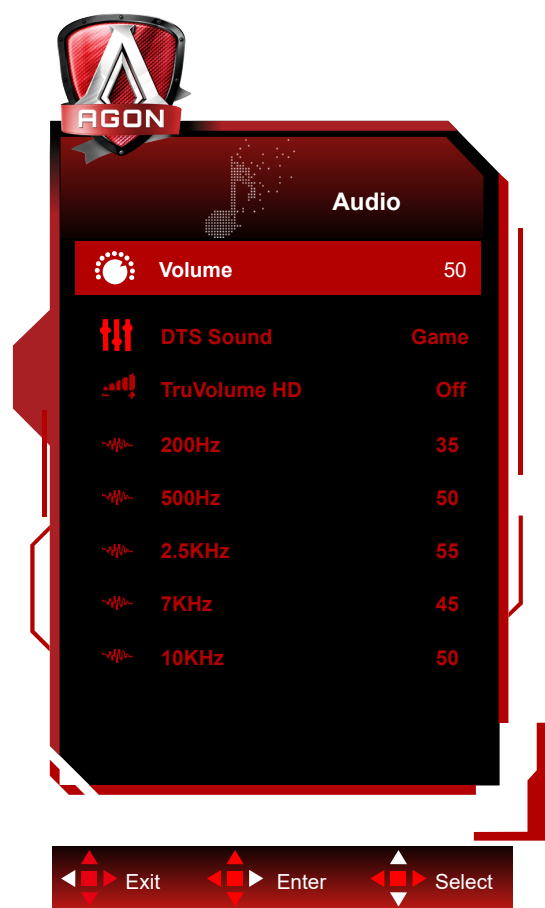 AGON
Audio
Volume 50
DTS Sound Game
TruVolume HD Off
200Hz 35
500Hz 50
2.5KHz 55
7KHz 45
10KHz 50
Exit Enter Select